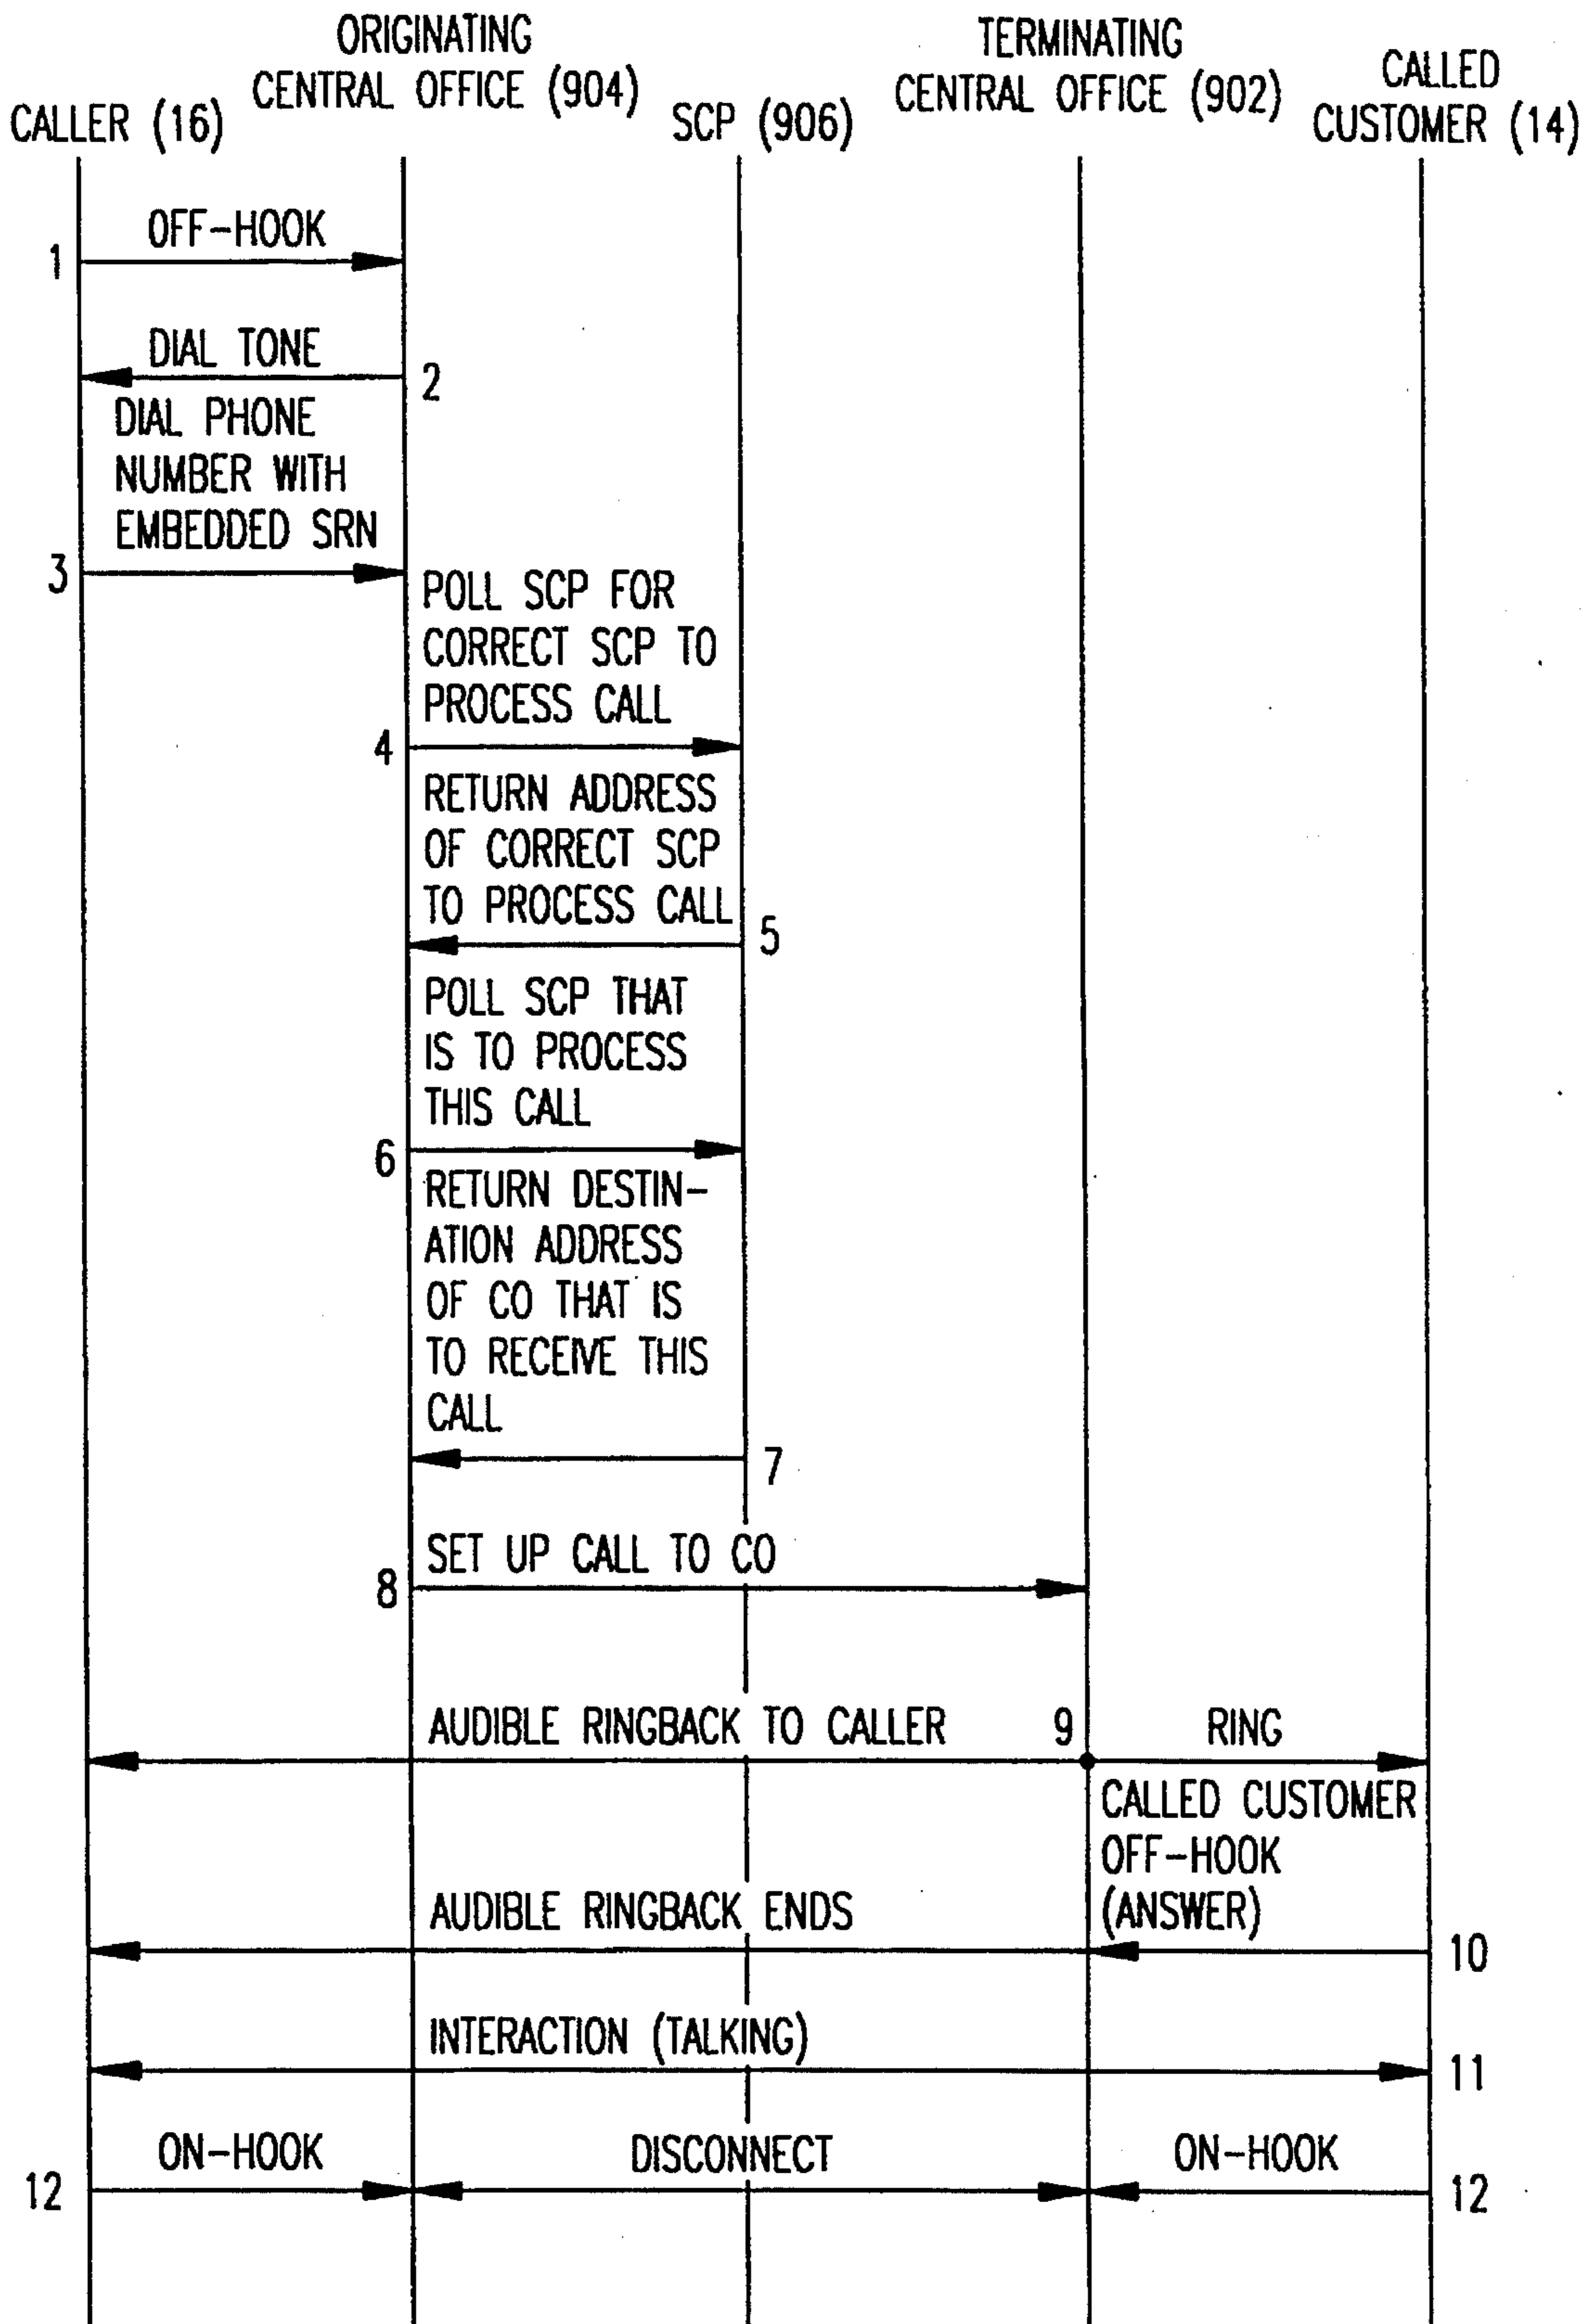 ORIGINATING
CENTRAL OFFICE (904)
TERMINATING
CENTRAL OFFICE (902)
CALLED
CUSTOMER (14)
CALLER (16)
SCP (906)
OFF-HOOK
1
DIAL TONE
2
DIAL PHONE
NUMBER WITH
EMBEDDED SRN
3
POLL SCP FOR
CORRECT SCP TO
PROCESS CALL
4
RETURN ADDRESS
OF CORRECT SCP
TO PROCESS CALL
5
POLL SCP THAT
IS TO PROCESS
THIS CALL
6
RETURN DESTIN-
ATION ADDRESS
OF CO THAT IS
TO RECEIVE THIS
CALL
7
SET UP CALL TO CO
8
AUDIBLE RINGBACK TO CALLER
9
RING
CALLED CUSTOMER
OFF-HOOK
(ANSWER)
AUDIBLE RINGBACK ENDS
10
INTERACTION (TALKING)
11
ON-HOOK
DISCONNECT
ON-HOOK
12
12